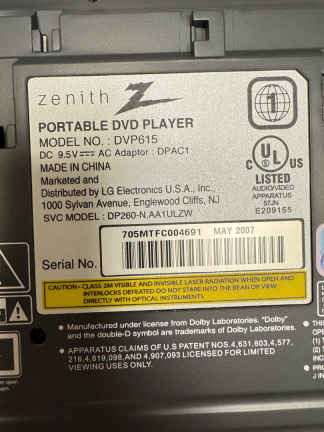 zenith
PORTABLE DVD PLAYER
MODEL NO. : DVP615
DC 9.5V⎓ AC Adaptor : DPAC1
MADE IN CHINA
Marketed and
Distributed by LG Electronics U.S.A., Inc.,
1000 Sylvan Avenue, Englewood Cliffs, NJ
SVC MODEL : DP260-N.AA1ULZW
1
C UL US
LISTED
AUDIO/VIDEO
APPARATUS
57JN
E209155
705MTFC004691 MAY 2007
Serial No.
CAUTION - CLASS 2M VISIBLE AND INVISIBLE LASER RADIATION WHEN OPEN AND
INTERLOCKS DEFEATED DO NOT STARE INTO THE BEAM OR VIEW
DIRECTLY WITH OPTICAL INSTRUMENTS
Manufactured under license from Dolby Laboratories. "Dolby"
and the double-D symbol are trademarks of Dolby Laboratories.
APPARATUS CLAIMS OF U.S PATENT NOS. 4,631,603, 4,577,
216, 4,819,098, AND 4,907,093 LICENSED FOR LIMITED
VIEWING USES ONLY.